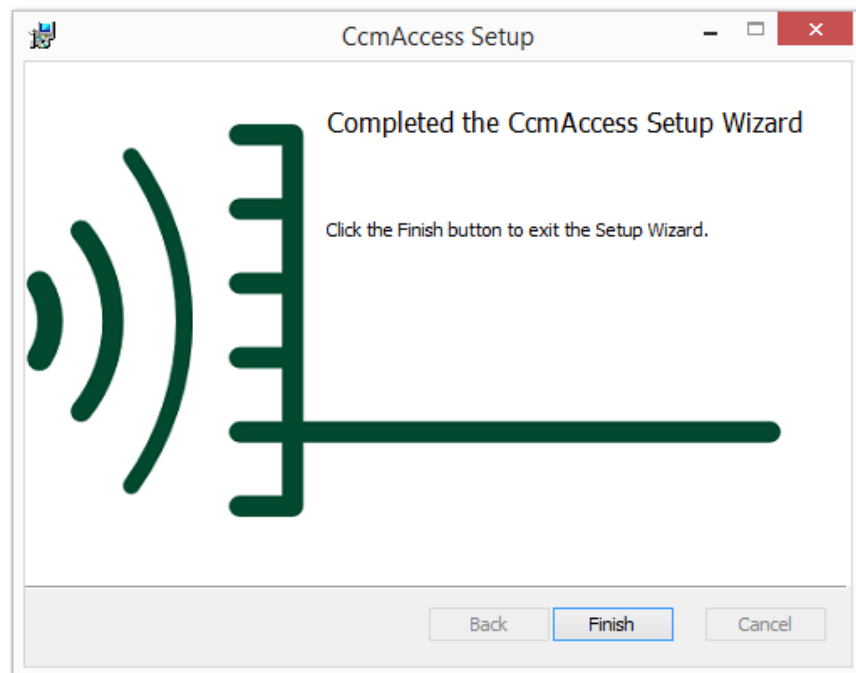 CcmAccess Setup
Completed the CcmAccess Setup Wizard
Click the Finish button to exit the Setup Wizard.
Back Finish Cancel